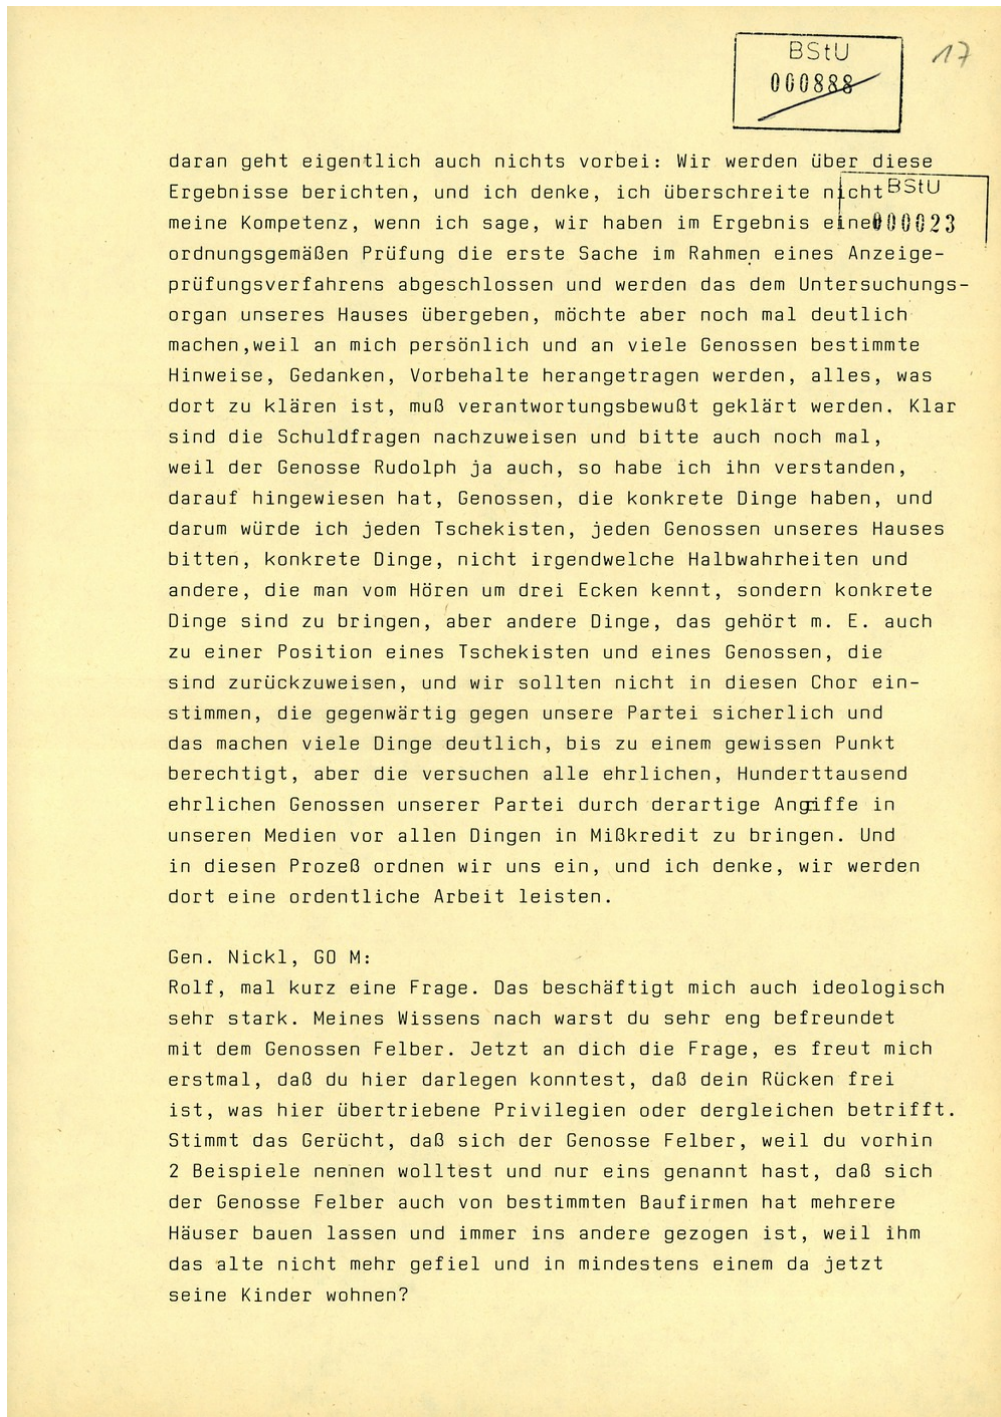 BStU
000888
17
daran geht eigentlich auch nichts vorbei: Wir werden über diese
Ergebnisse berichten, und ich denke, ich überschreite nicht
BStU
000023
meine Kompetenz, wenn ich sage, wir haben im Ergebnis einer
ordnungsgemäßen Prüfung die erste Sache im Rahmen eines Anzeige-
prüfungsverfahrens abgeschlossen und werden das dem Untersuchungs-
organ unseres Hauses übergeben, möchte aber noch mal deutlich
machen,weil an mich persönlich und an viele Genossen bestimmte
Hinweise, Gedanken, Vorbehalte herangetragen werden, alles, was
dort zu klären ist, muß verantwortungsbewußt geklärt werden. Klar
sind die Schuldfragen nachzuweisen und bitte auch noch mal,
weil der Genosse Rudolph ja auch, so habe ich ihn verstanden,
darauf hingewiesen hat, Genossen, die konkrete Dinge haben, und
darum würde ich jeden Tschekisten, jeden Genossen unseres Hauses
bitten, konkrete Dinge, nicht irgendwelche Halbwahrheiten und
andere, die man vom Hören um drei Ecken kennt, sondern konkrete
Dinge sind zu bringen, aber andere Dinge, das gehört m. E. auch
zu einer Position eines Tschekisten und eines Genossen, die
sind zurückzuweisen, und wir sollten nicht in diesen Chor ein-
stimmen, die gegenwärtig gegen unsere Partei sicherlich und
das machen viele Dinge deutlich, bis zu einem gewissen Punkt
berechtigt, aber die versuchen alle ehrlichen, Hunderttausend
ehrlichen Genossen unserer Partei durch derartige Angriffe in
unseren Medien vor allen Dingen in Mißkredit zu bringen. Und
in diesen Prozeß ordnen wir uns ein, und ich denke, wir werden
dort eine ordentliche Arbeit leisten.
Gen. Nickl, GO M:
Rolf, mal kurz eine Frage. Das beschäftigt mich auch ideologisch
sehr stark. Meines Wissens nach warst du sehr eng befreundet
mit dem Genossen Felber. Jetzt an dich die Frage, es freut mich
erstmal, daß du hier darlegen konntest, daß dein Rücken frei
ist, was hier übertriebene Privilegien oder dergleichen betrifft.
Stimmt das Gerücht, daß sich der Genosse Felber, weil du vorhin
2 Beispiele nennen wolltest und nur eins genannt hast, daß sich
der Genosse Felber auch von bestimmten Baufirmen hat mehrere
Häuser bauen lassen und immer ins andere gezogen ist, weil ihm
das alte nicht mehr gefiel und in mindestens einem da jetzt
seine Kinder wohnen?